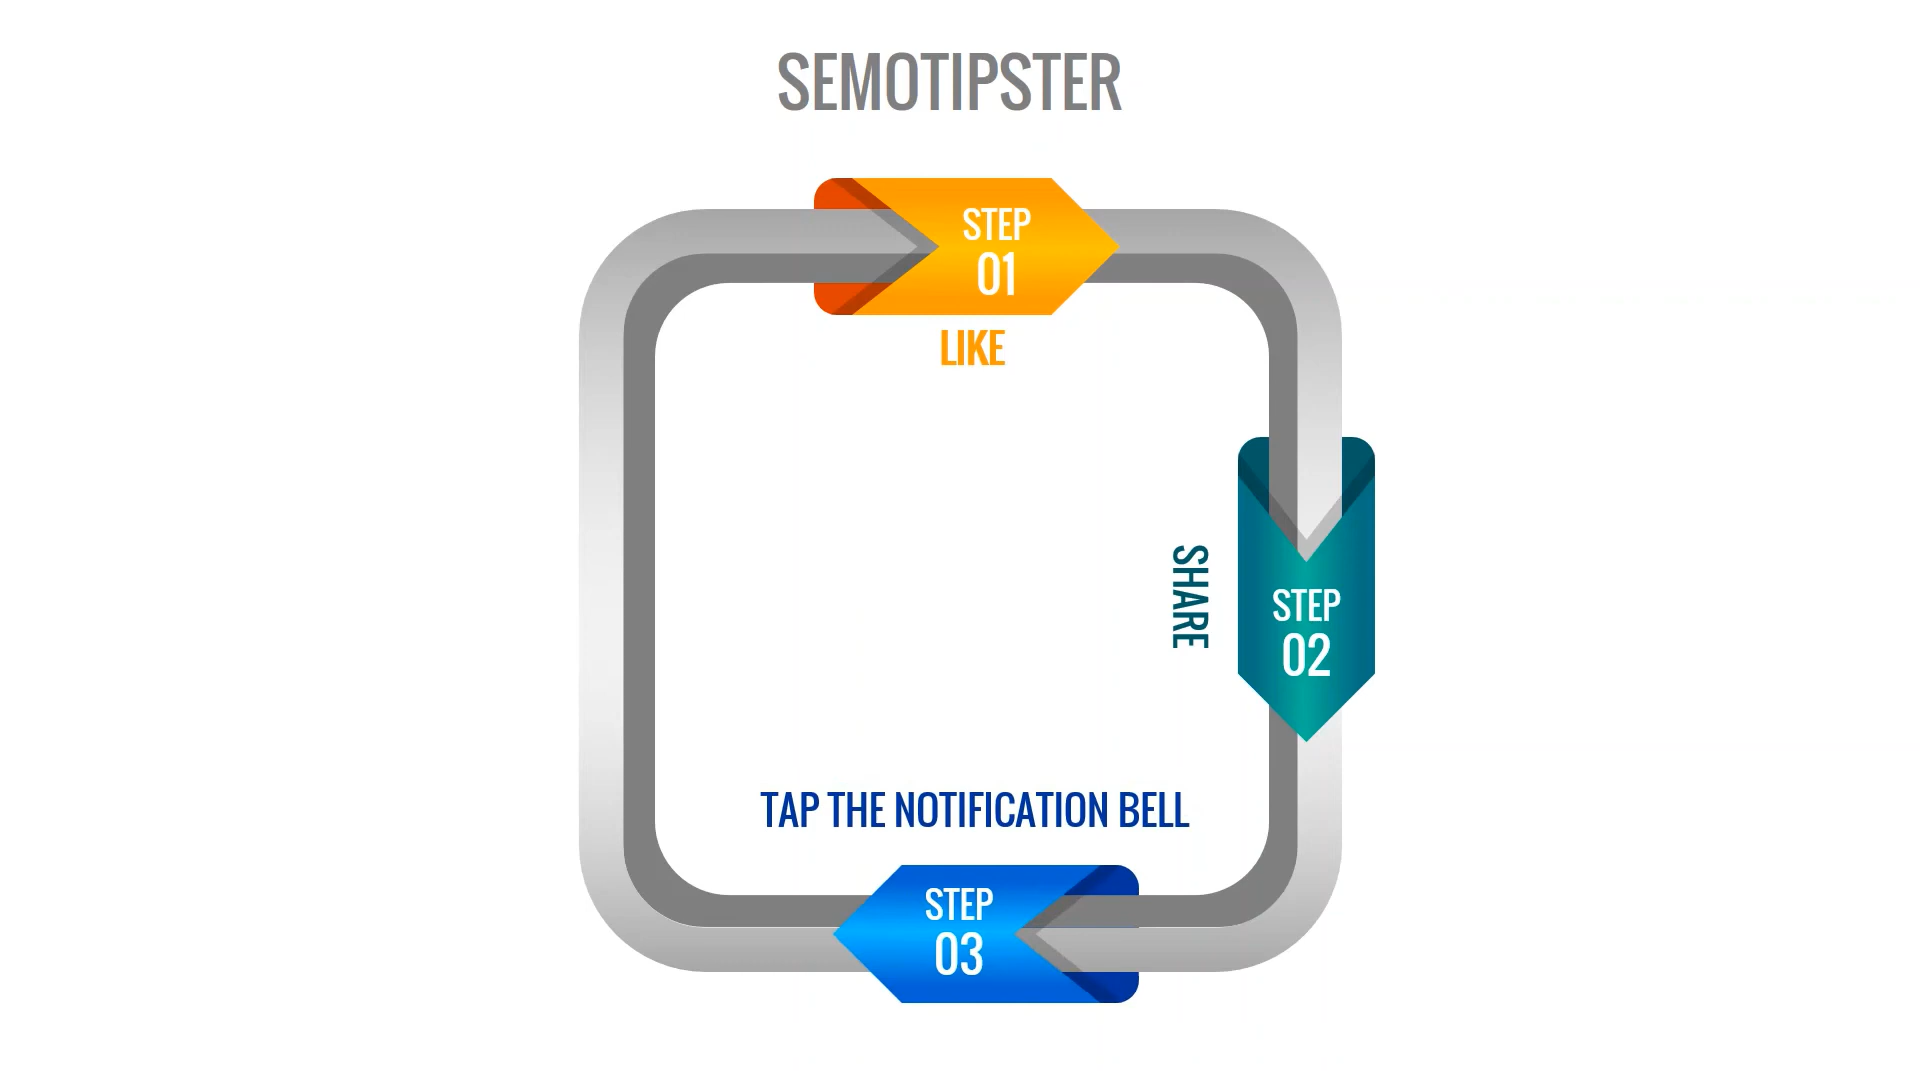 SEMOTIPSTER
STEP
01
LIKE
SHARE
STEP
02
TAP THE NOTIFICATION BELL
STEP
03